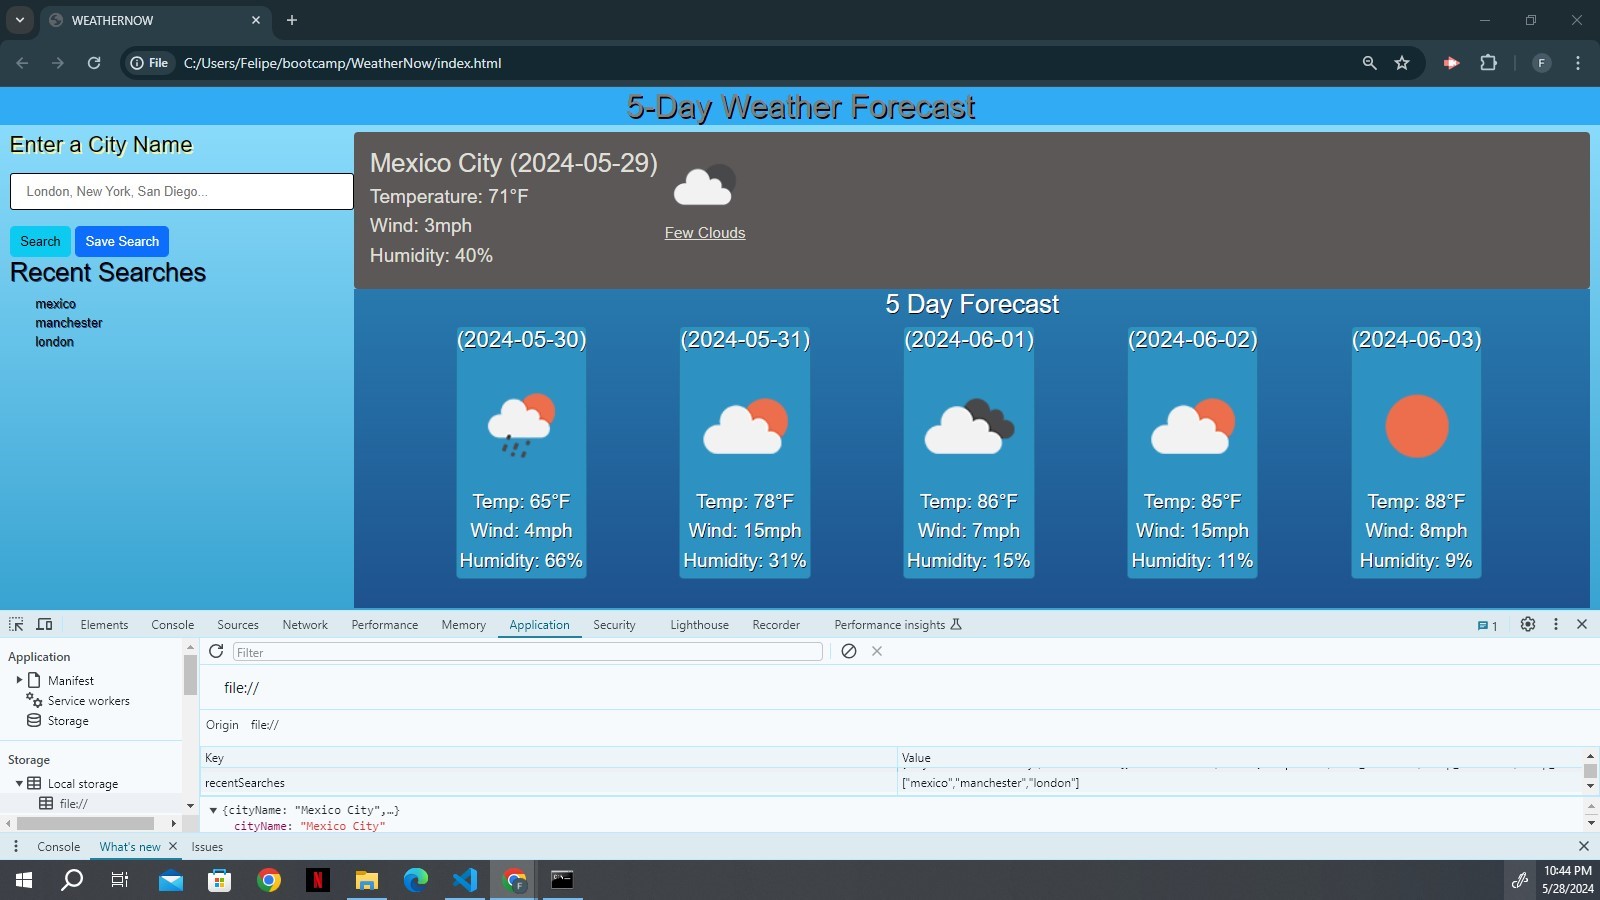 WEATHERNOW
File C:/Users/Felipe/bootcamp/WeatherNow/index.html
F
5-Day Weather Forecast
Enter a City Name
London, New York, San Diego...
Search Save Search
Recent Searches
mexico
manchester
london
Mexico City (2024-05-29)
Temperature: 71°F
Wind: 3mph
Humidity: 40%
Few Clouds
5 Day Forecast
(2024-05-30) (2024-05-31) (2024-06-01) (2024-06-02) (2024-06-03)
Temp: 65°F Temp: 78°F Temp: 86°F Temp: 85°F Temp: 88°F
Wind: 4mph Wind: 15mph Wind: 7mph Wind: 15mph Wind: 8mph
Humidity: 66% Humidity: 31% Humidity: 15% Humidity: 11% Humidity: 9%
Elements Console Sources Network Performance Memory Application Security Lighthouse Recorder Performance insights 1
Application
Manifest
Service workers
Storage
Storage
Local storage
file://
Filter
file://
Origin file://
Key Value
recentSearches ["mexico","manchester","london"]
{cityName: "Mexico City",…}
cityName: "Mexico City"
Console What's new Issues
N
F
10:44 PM
5/28/2024